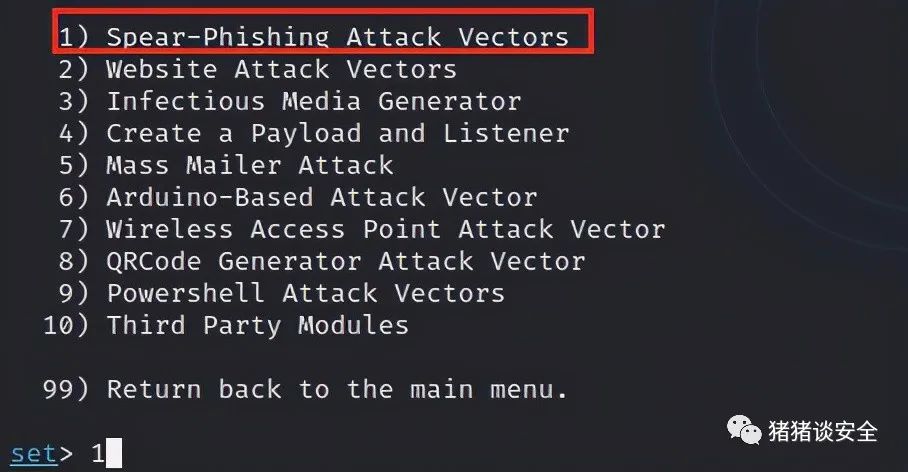 1) Spear-Phishing Attack Vectors
2) Website Attack Vectors
3) Infectious Media Generator
4) Create a Payload and Listener
5) Mass Mailer Attack
6) Arduino-Based Attack Vector
7) Wireless Access Point Attack Vector
8) QRCode Generator Attack Vector
9) Powershell Attack Vectors
10) Third Party Modules
99) Return back to the main menu.
set> 1
猪猪谈安全